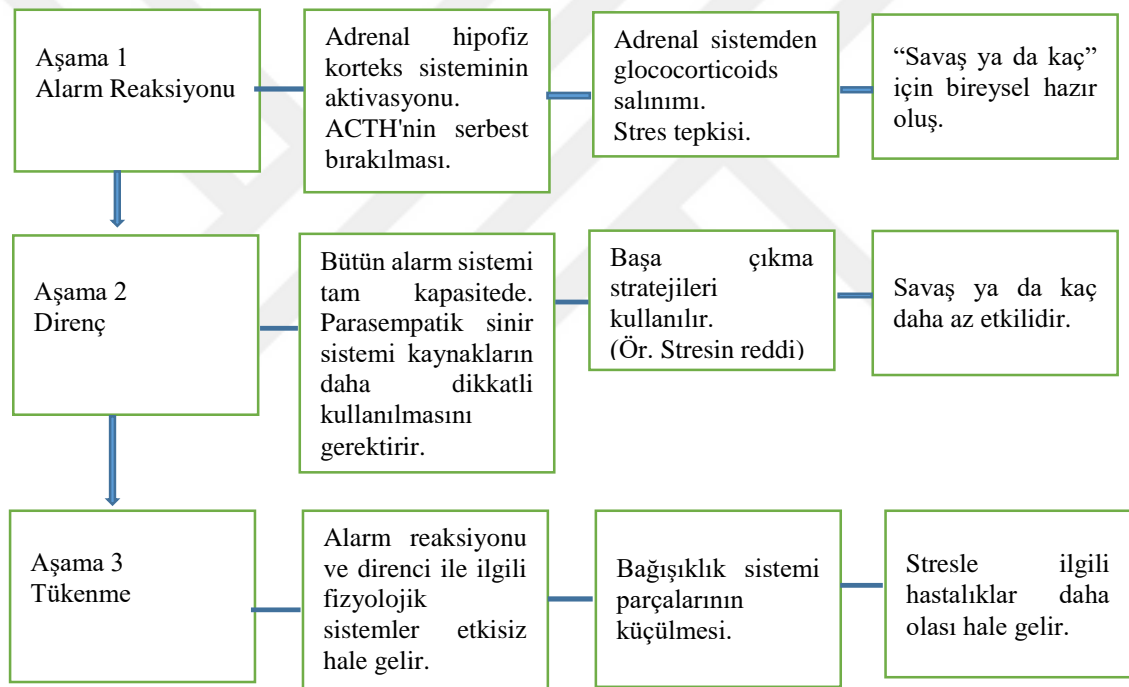 Aşama 1
Alarm Reaksiyonu
Adrenal hipofiz
korteks sisteminin
aktivasyonu.
ACTH'nin serbest
bırakılması.
Adrenal sistemden
glococorticoids
salınımı.
Stres tepkisi.
“Savaş ya da kaç”
için bireysel hazır
oluş.
Aşama 2
Direnç
Bütün alarm sistemi
tam kapasitede.
Parasempatik sinir
sistemi kaynakların
daha dikkatli
kullanılmasını
gerektirir.
Başa çıkma
stratejileri
kullanılır.
(Ör. Stresin reddi)
Savaş ya da kaç
daha az etkilidir.
Aşama 3
Tükenme
Alarm reaksiyonu
ve direnci ile ilgili
fizyolojik
sistemler etkisiz
hale gelir.
Bağışıklık sistemi
parçalarının
küçülmesi.
Stresle ilgili
hastalıklar daha
olası hale gelir.